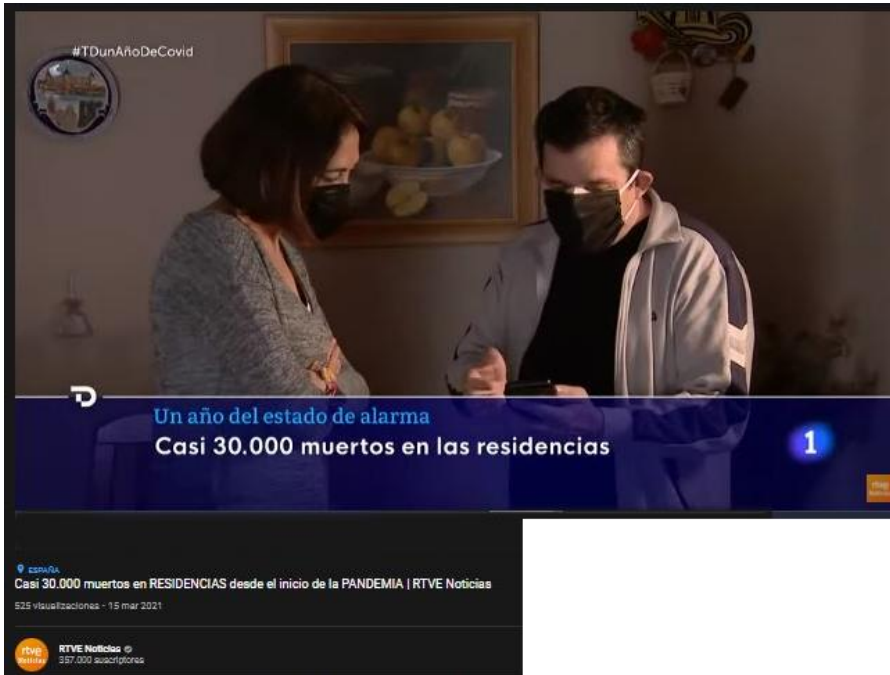 #TDunAñoDeCovid
Un año del estado de alarma
Casi 30.000 muertos en las residencias
1
rtve
Noticias
ESPAÑA
Casi 30.000 muertos en RESIDENCIAS desde el inicio de la PANDEMIA | RTVE Noticias
525 visualizaciones - 15 mar 2021
rtve
Noticias
RTVE Noticias
357.000 suscriptores